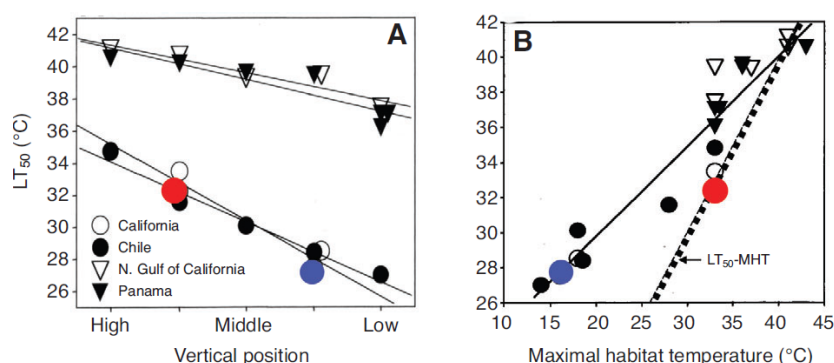 A
42
40
38
36
34
32
30
28
26
LT50 (°C)
California
Chile
N. Gulf of California
Panama
High
Middle
Low
Vertical position
B
42
40
38
36
34
32
30
28
26
LT50-MHT
10
15
20
25
30
35
40
45
Maximal habitat temperature (°C)